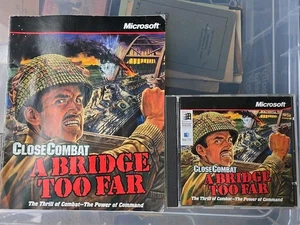 Microsoft
CLOSE COMBAT
A BRIDGE
TOO FAR
The Thrill of Combat—The Power of Command
Microsoft
CLOSE COMBAT
A BRIDGE
TOO FAR
The Thrill of Combat—The Power of Command